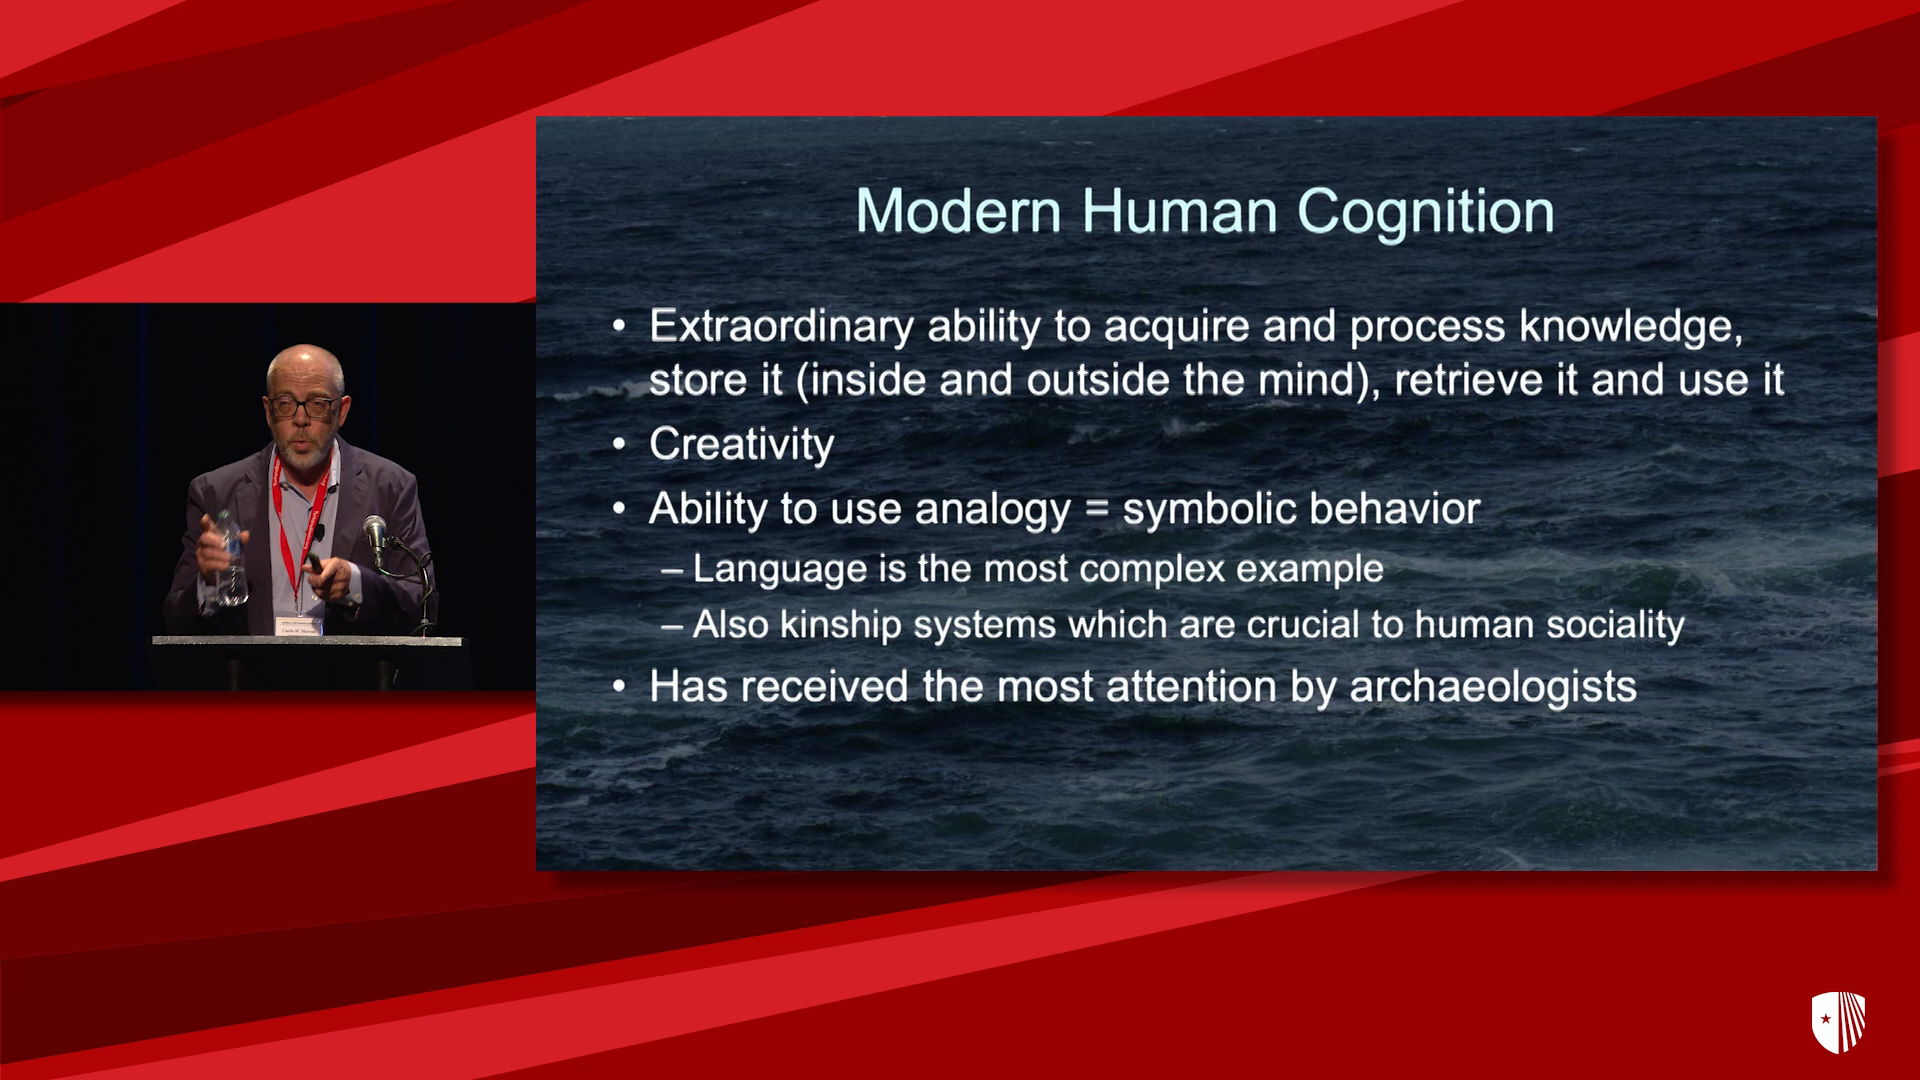 Modern Human Cognition
• Extraordinary ability to acquire and process knowledge,
store it (inside and outside the mind), retrieve it and use it
• Creativity
• Ability to use analogy = symbolic behavior
– Language is the most complex example
– Also kinship systems which are crucial to human sociality
• Has received the most attention by archaeologists